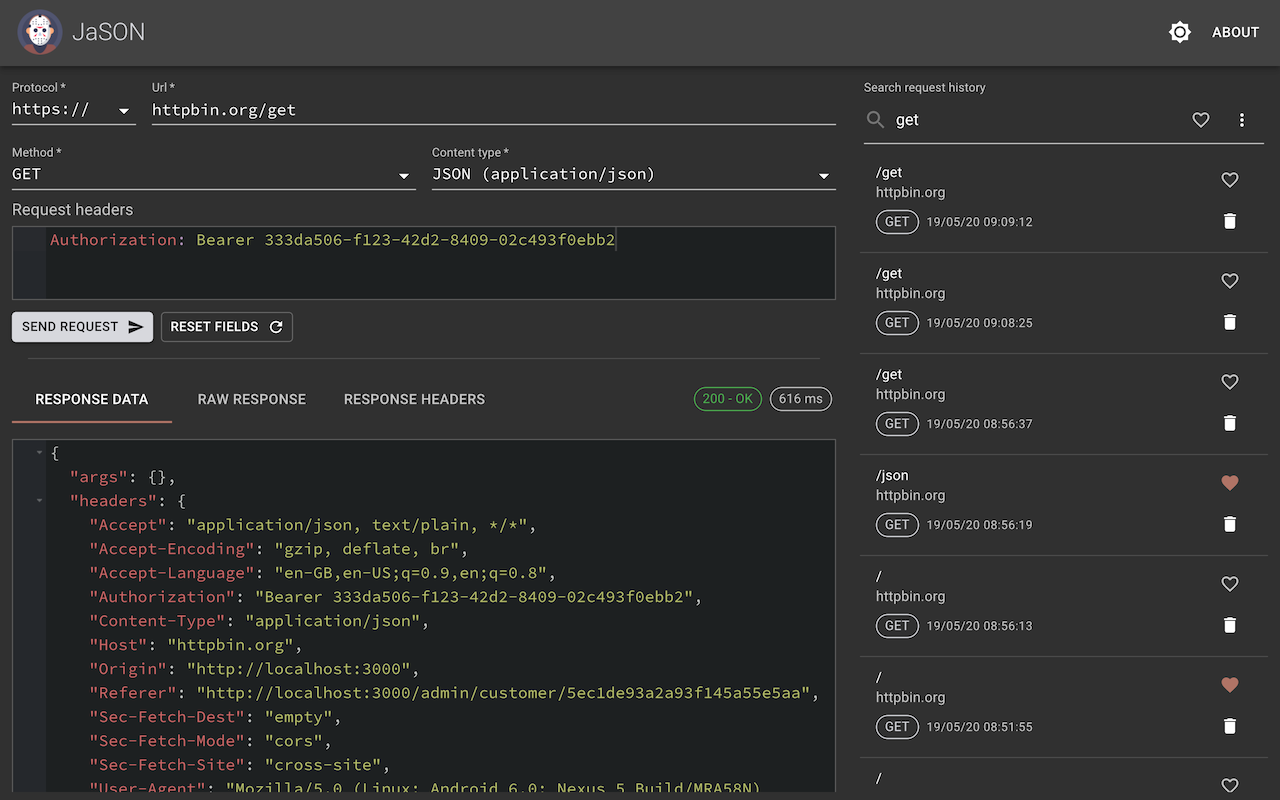 JaSON
ABOUT
Protocol *
https://
Url *
httpbin.org/get
Method *
GET
Content type *
JSON (application/json)
Request headers
Authorization: Bearer 333da506-f123-42d2-8409-02c493f0ebb2
SEND REQUEST
RESET FIELDS
RESPONSE DATA
RAW RESPONSE
RESPONSE HEADERS
200 - OK
616 ms
{
"args": {},
"headers": {
"Accept": "application/json, text/plain, */*",
"Accept-Encoding": "gzip, deflate, br",
"Accept-Language": "en-GB,en-US;q=0.9,en;q=0.8",
"Authorization": "Bearer 333da506-f123-42d2-8409-02c493f0ebb2",
"Content-Type": "application/json",
"Host": "httpbin.org",
"Origin": "http://localhost:3000",
"Referer": "http://localhost:3000/admin/customer/5ec1de93a2a93f145a55e5aa",
"Sec-Fetch-Dest": "empty",
"Sec-Fetch-Mode": "cors",
"Sec-Fetch-Site": "cross-site",
"User-Agent": "Mozilla/5.0 (Linux; Android 6.0; Nexus 5 Build/MRA58N)
Search request history
get
/get
httpbin.org
GET 19/05/20 09:09:12
/get
httpbin.org
GET 19/05/20 09:08:25
/get
httpbin.org
GET 19/05/20 08:56:37
/json
httpbin.org
GET 19/05/20 08:56:19
/
httpbin.org
GET 19/05/20 08:56:13
/
httpbin.org
GET 19/05/20 08:51:55
/